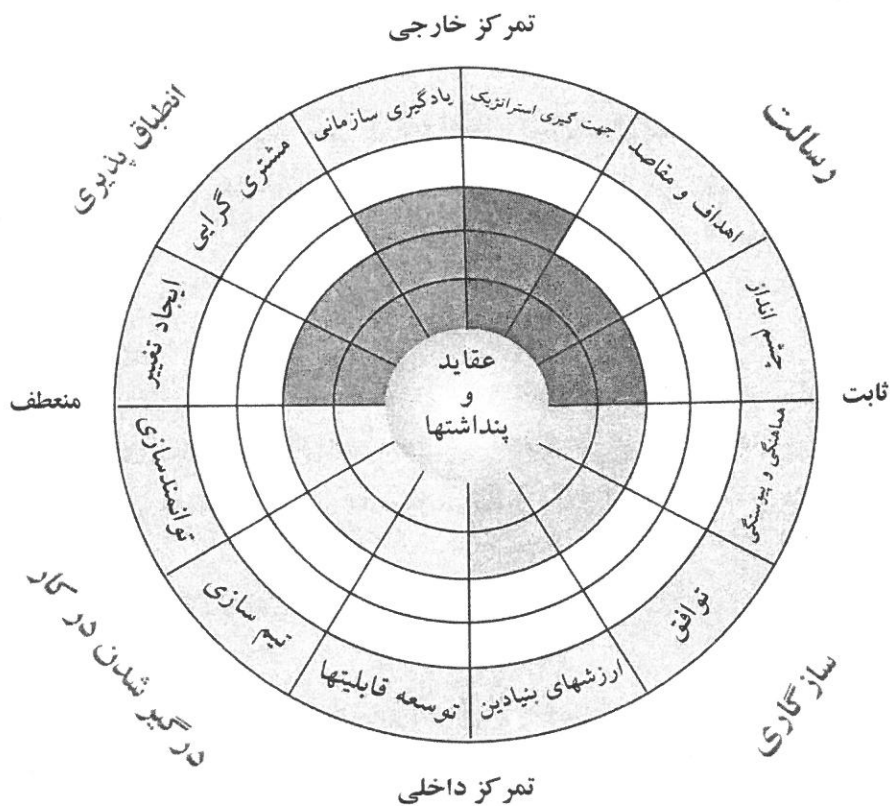 تمرکز خارجی
انطباق پذیری
رسالت
یادگیری سازمانی
جهت گیری استراتژیک
مشتری گرایی
اهداف و مقاصد
ایجاد تغییر
چشم انداز
عقاید
و
پنداشتها
منعطف
ثابت
توانمندسازی
هماهنگی و پیوستگی
تیم سازی
توافق
توسعه قابلیتها
ارزشهای بنیادین
درگیر شدن در کار
سازگاری
تمرکز داخلی